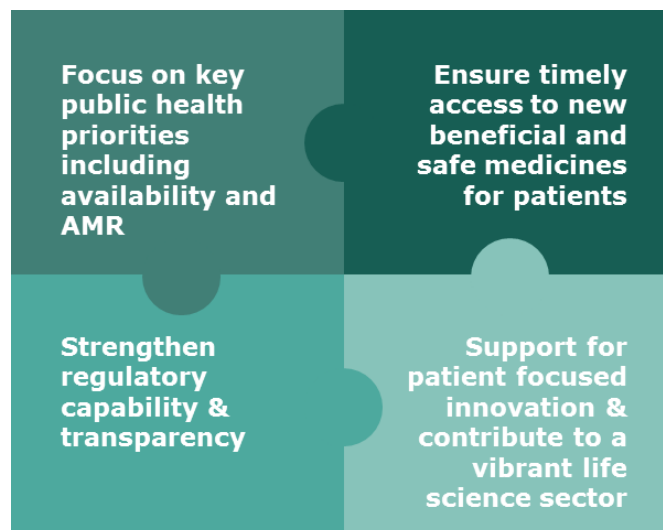 Focus on key
public health
priorities
including
availability and
AMR
Ensure timely
access to new
beneficial and
safe medicines
for patients
Strengthen
regulatory
capability &
transparency
Support for
patient focused
innovation &
contribute to a
vibrant life
science sector